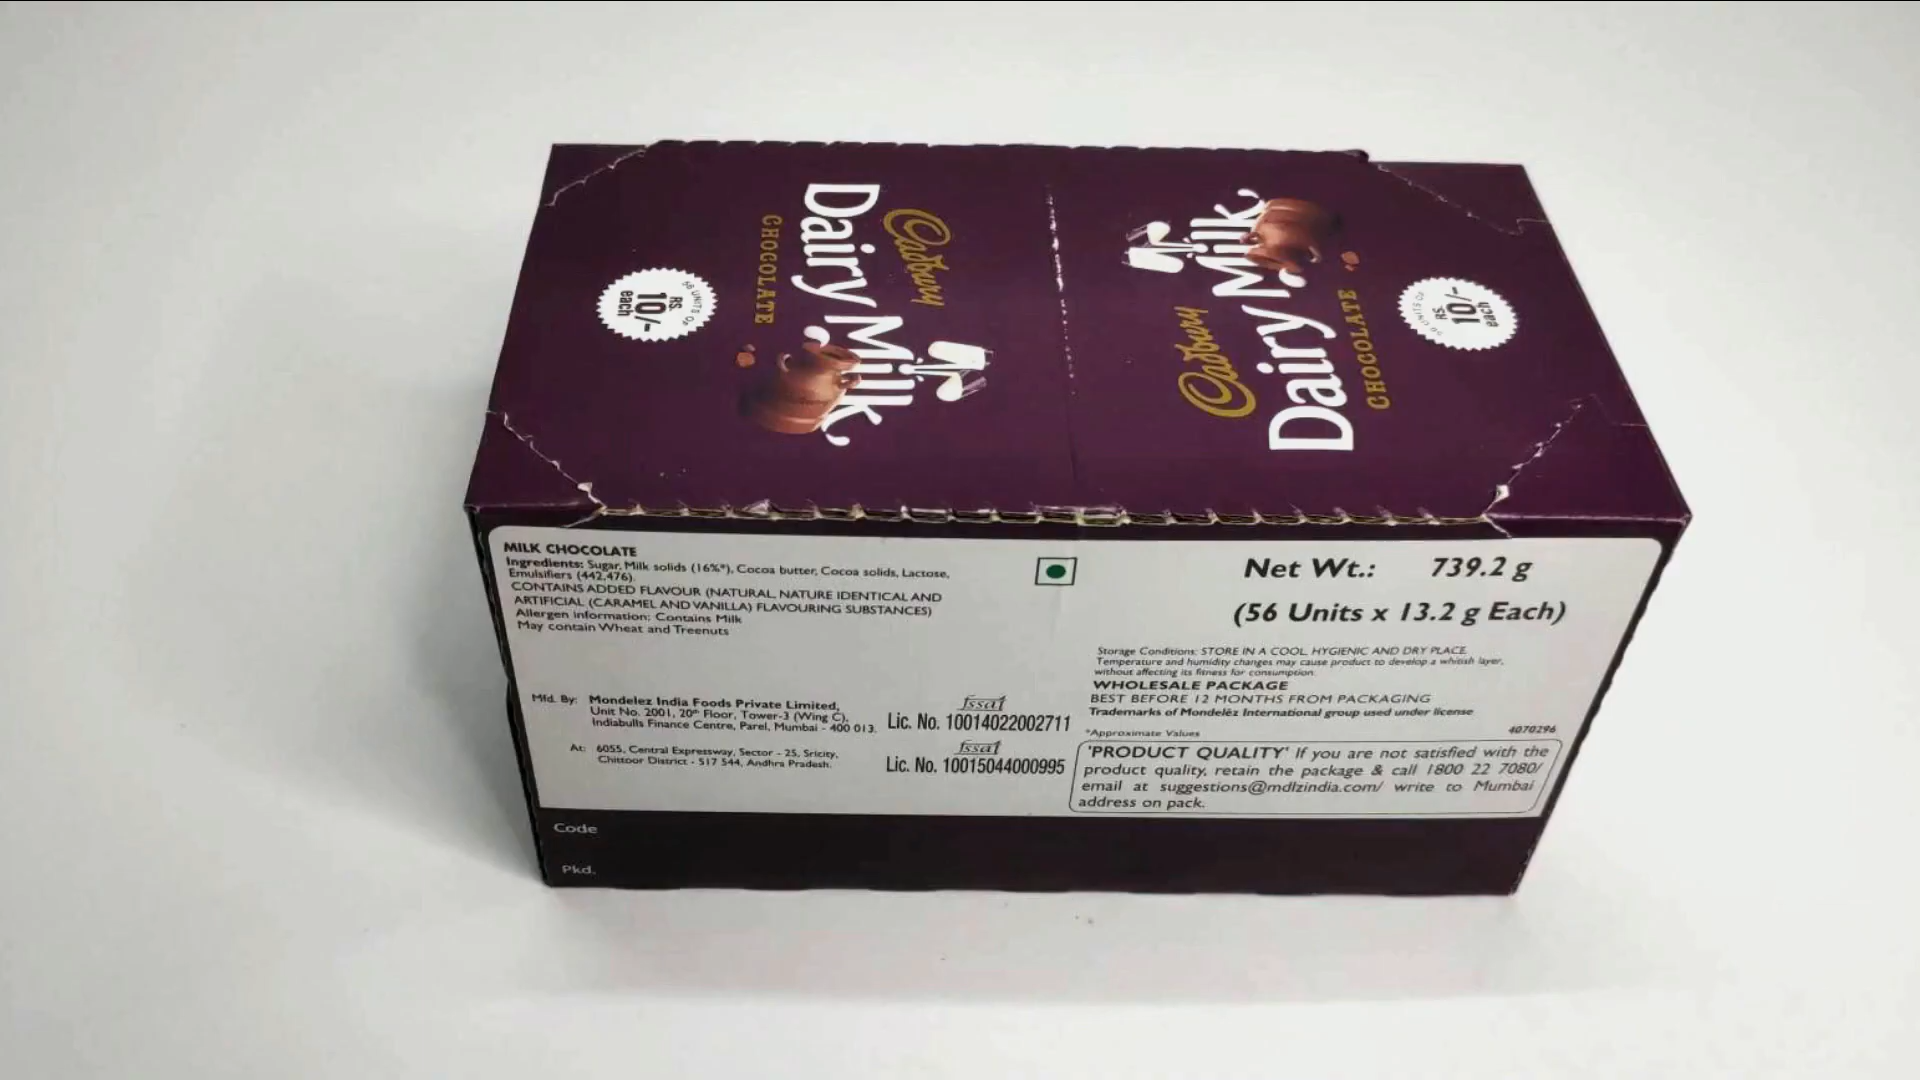 Cadbury
Dairy Milk
CHOCOLATE
56 UNITS OF
RS.
10/-
each
Cadbury
Dairy Milk
CHOCOLATE
UNITS OF
RS.
10/-
each
MILK CHOCOLATE
Ingredients: Sugar, Milk solids (16%*), Cocoa butter, Cocoa solids, Lactose,
Emulsifiers (442,476).
CONTAINS ADDED FLAVOUR (NATURAL, NATURE IDENTICAL AND
ARTIFICIAL (CARAMEL AND VANILLA) FLAVOURING SUBSTANCES)
Allergen information: Contains Milk
May contain Wheat and Treenuts
Mfd. By: Mondelez India Foods Private Limited,
Unit No. 2001, 20th Floor, Tower-3 (Wing C),
Indiabulls Finance Centre, Parel, Mumbai - 400 013.
At: 6055, Central Expressway, Sector - 25, Sricity,
Chittoor District - 517 544, Andhra Pradesh.
fssai
Lic. No. 10014022002711
fssai
Lic. No. 10015044000995
Net Wt.: 739.2 g
(56 Units x 13.2 g Each)
Storage Conditions: STORE IN A COOL, HYGIENIC AND DRY PLACE.
Temperature and humidity changes may cause product to develop a whitish layer,
without affecting its fitness for consumption.
WHOLESALE PACKAGE
BEST BEFORE 12 MONTHS FROM PACKAGING
Trademarks of Mondelēz International group used under license
*Approximate Values
4070296
'PRODUCT QUALITY' If you are not satisfied with the
product quality, retain the package & call 1800 22 7080/
email at suggestions@mdlzindia.com/ write to Mumbai
address on pack.
Code
Pkd.